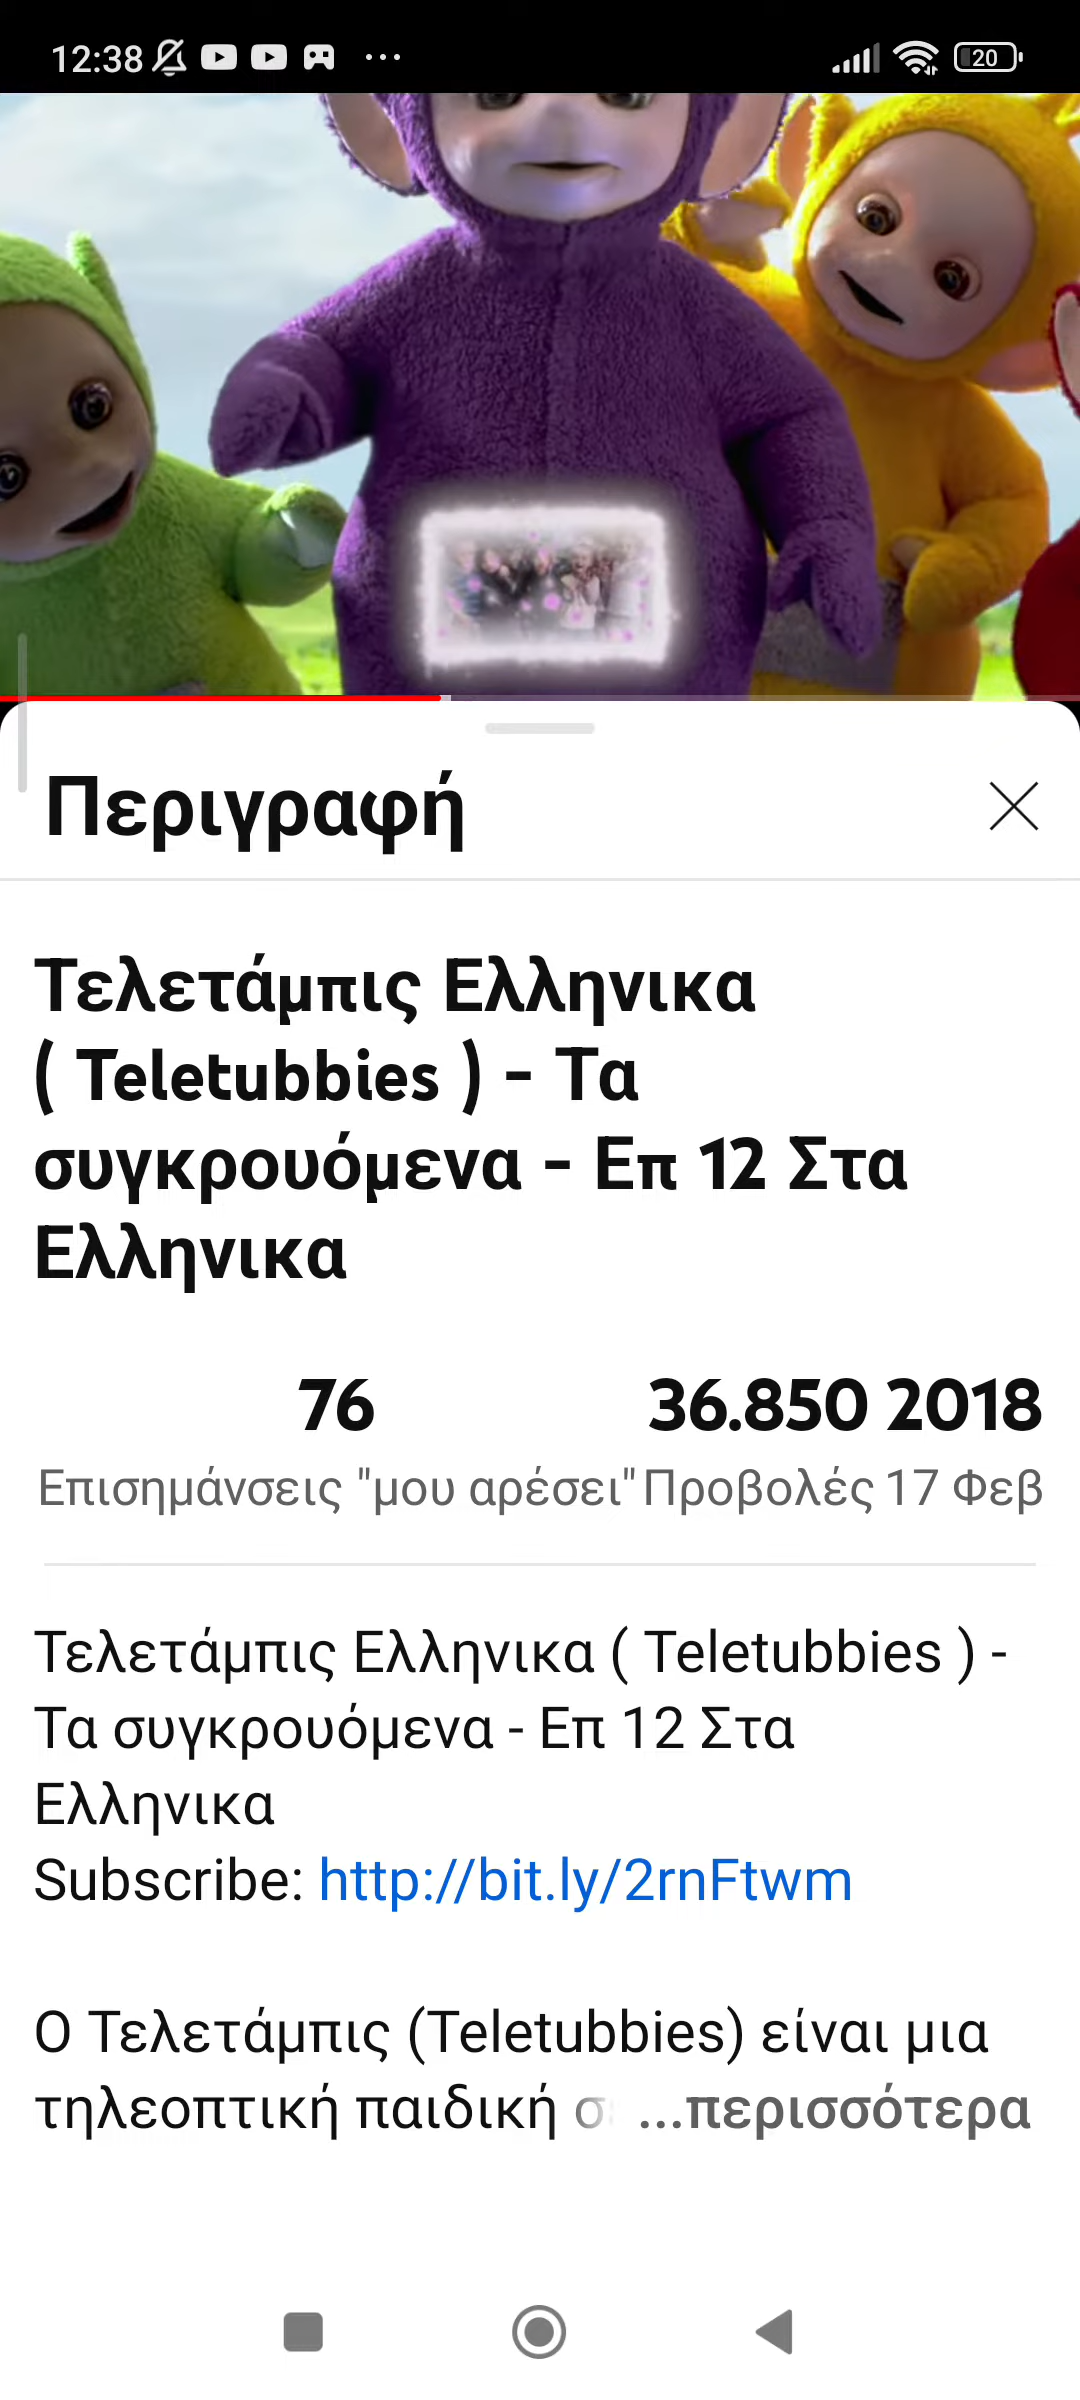 12:38
20
Περιγραφή
Τελετάμπις Ελληνικα
( Teletubbies ) - Τα
συγκρουόμενα - Επ 12 Στα
Ελληνικα
76 36.850 2018
Επισημάνσεις "μου αρέσει" Προβολές 17 Φεβ
Τελετάμπις Ελληνικα ( Teletubbies ) -
Τα συγκρουόμενα - Επ 12 Στα
Ελληνικα
Subscribe: http://bit.ly/2rnFtwm
Ο Τελετάμπις (Teletubbies) είναι μια
τηλεοπτική παιδική σ ...περισσότερα